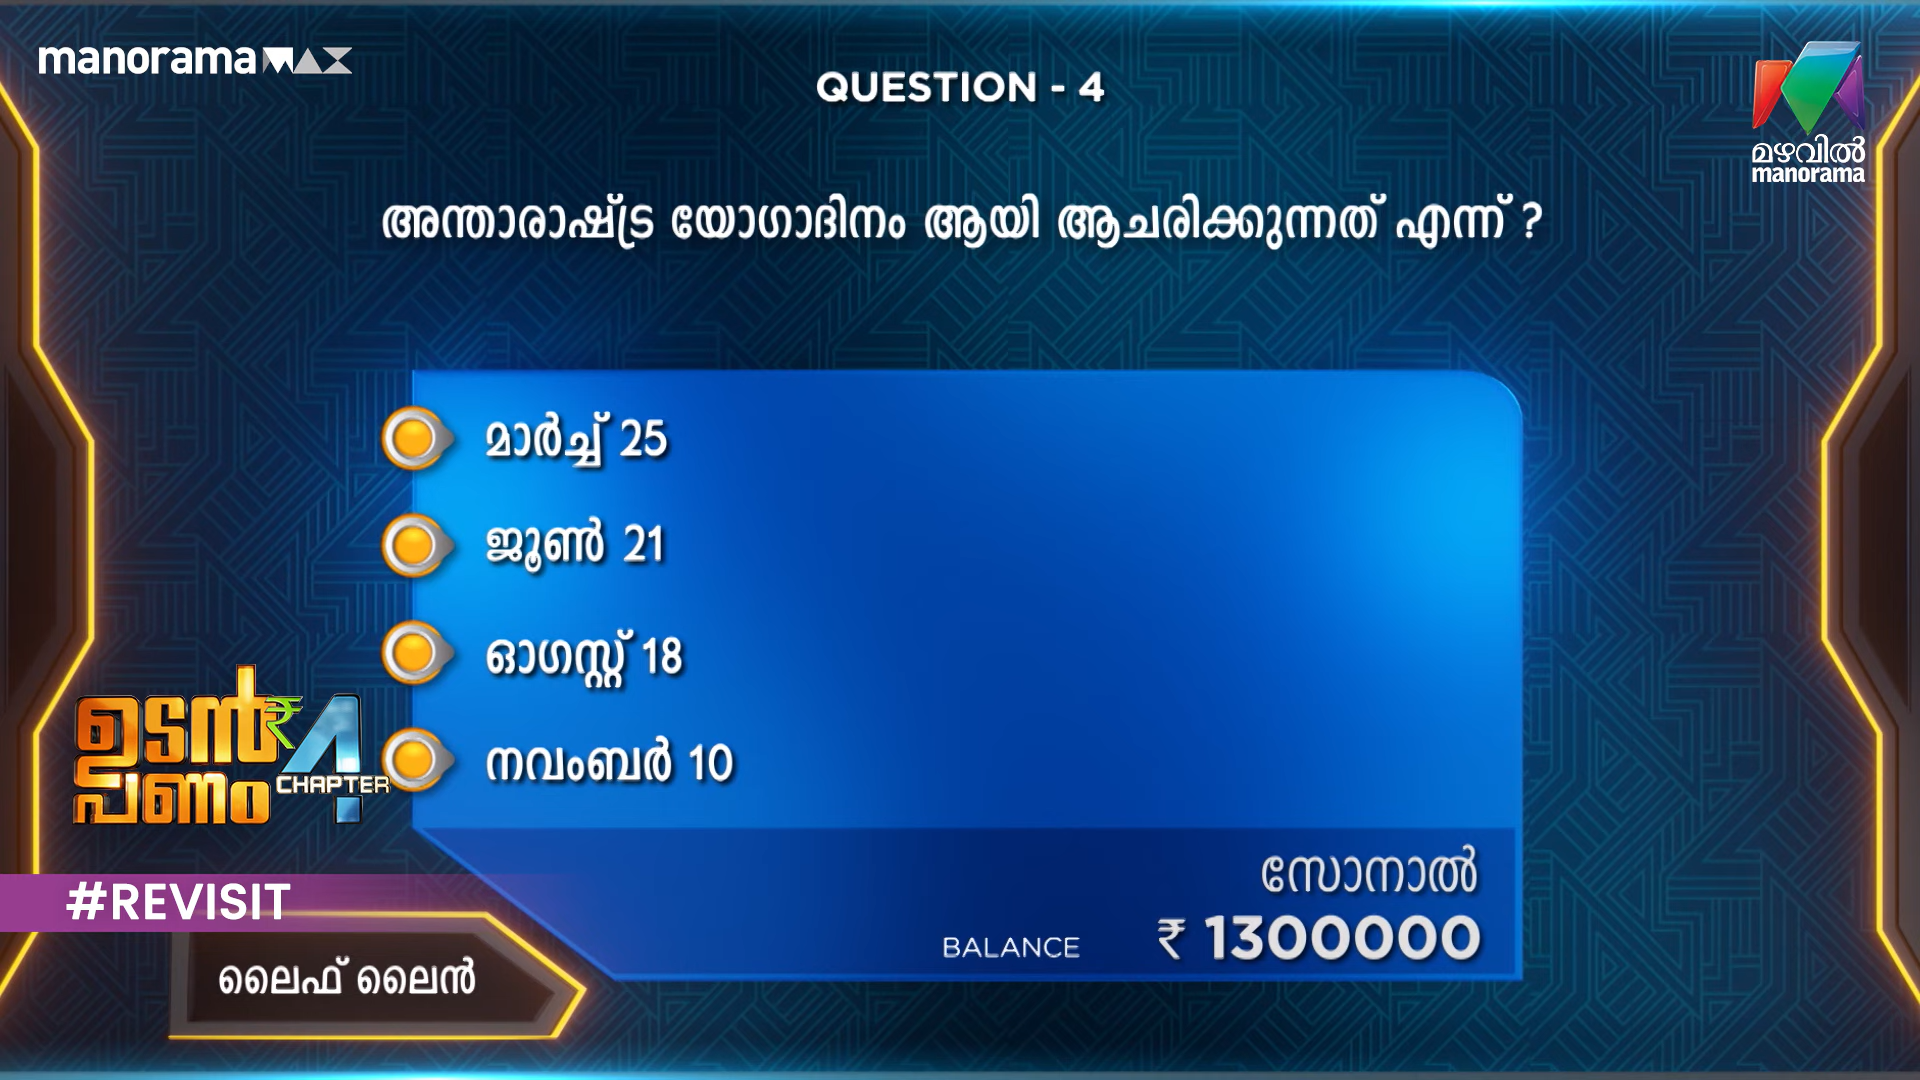 manorama MAX
QUESTION - 4
മഴവിൽ
manorama
അന്താരാഷ്ട്ര യോഗാദിനം ആയി ആചരിക്കുന്നത് എന്ന് ?
മാർച്ച് 25
ജൂൺ 21
ഓഗസ്റ്റ് 18
നവംബർ 10
ഉടൻ
പണം
CHAPTER 4
#REVISIT
സോനാൽ
BALANCE ₹ 1300000
ലൈഫ് ലൈൻ